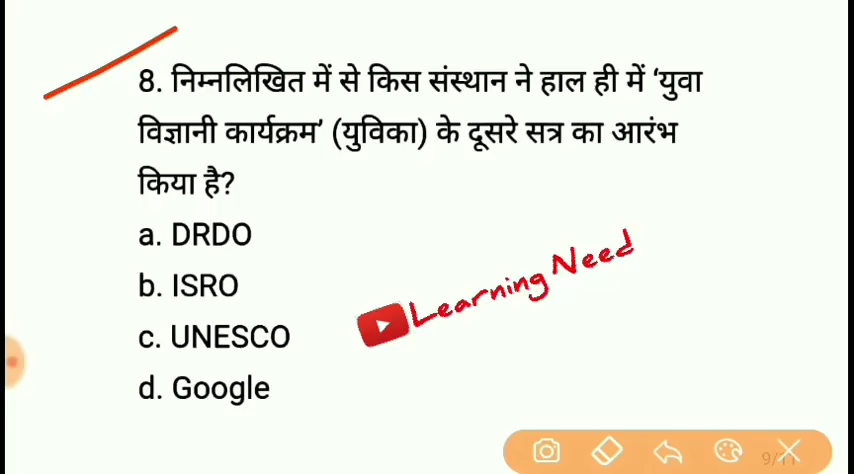 8. निम्नलिखित में से किस संस्थान ने हाल ही में ‘युवा
विज्ञानी कार्यक्रम’ (युविका) के दूसरे सत्र का आरंभ
किया है?
a. DRDO
b. ISRO
c. UNESCO
d. Google
Learning Need